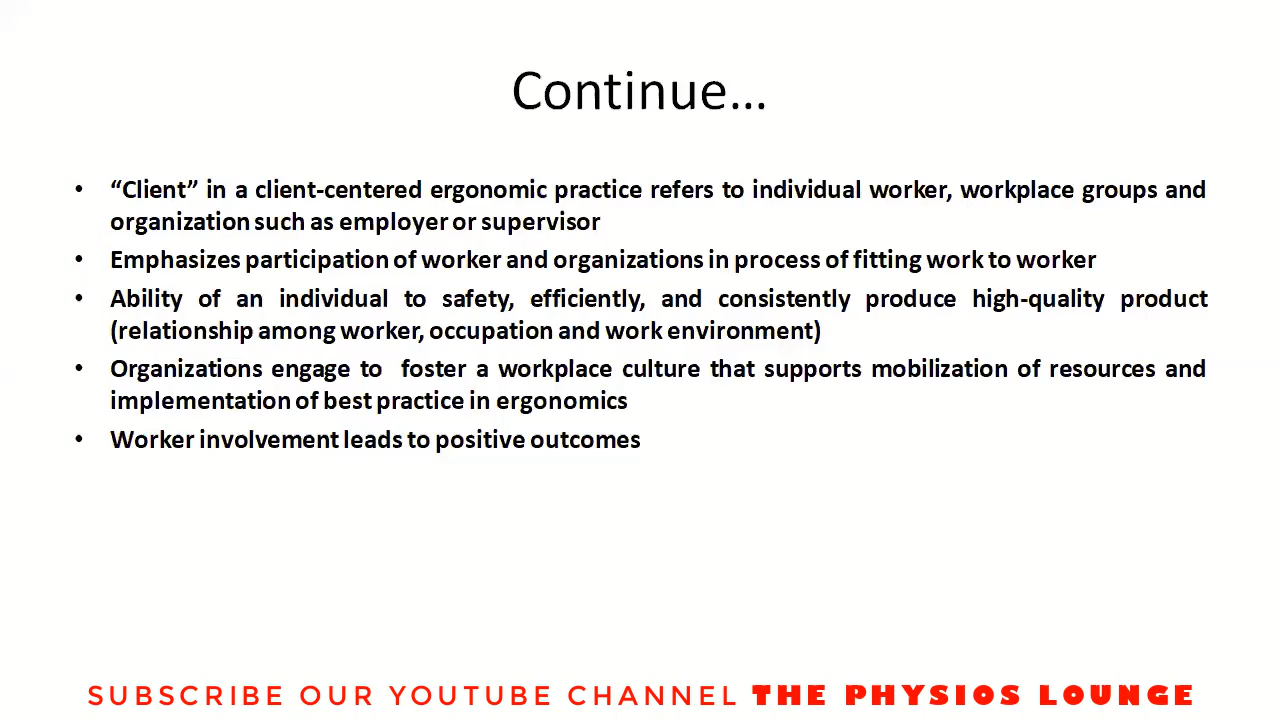 Continue...
• “Client” in a client-centered ergonomic practice refers to individual worker, workplace groups and
organization such as employer or supervisor
• Emphasizes participation of worker and organizations in process of fitting work to worker
• Ability of an individual to safety, efficiently, and consistently produce high-quality product
(relationship among worker, occupation and work environment)
• Organizations engage to foster a workplace culture that supports mobilization of resources and
implementation of best practice in ergonomics
• Worker involvement leads to positive outcomes
SUBSCRIBE OUR YOUTUBE CHANNEL THE PHYSIOS LOUNGE